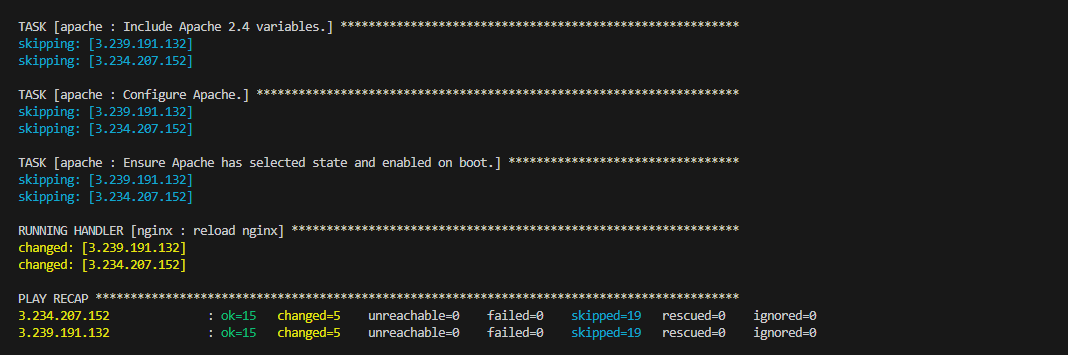 TASK [apache : Include Apache 2.4 variables.] *********************************************************
skipping: [3.239.191.132]
skipping: [3.234.207.152]
TASK [apache : Configure Apache.] *********************************************************************
skipping: [3.239.191.132]
skipping: [3.234.207.152]
TASK [apache : Ensure Apache has selected state and enabled on boot.] *********************************
skipping: [3.239.191.132]
skipping: [3.234.207.152]
RUNNING HANDLER [nginx : reload nginx] ****************************************************************
changed: [3.239.191.132]
changed: [3.234.207.152]
PLAY RECAP ********************************************************************************************
3.234.207.152 : ok=15 changed=5 unreachable=0 failed=0 skipped=19 rescued=0 ignored=0
3.239.191.132 : ok=15 changed=5 unreachable=0 failed=0 skipped=19 rescued=0 ignored=0